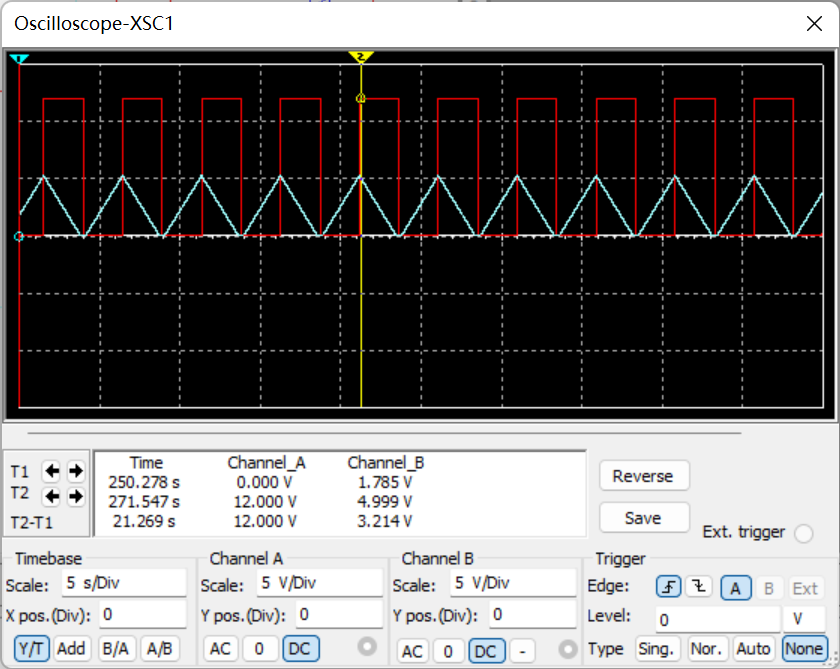 Oscilloscope-XSC1
1
2
T1
T2
T2-T1
Time Channel_A Channel_B
250.278 s 0.000 V 1.785 V
271.547 s 12.000 V 4.999 V
21.269 s 12.000 V 3.214 V
Reverse
Save
Ext. trigger
Timebase
Scale: 5 s/Div
X pos.(Div): 0
Y/T Add B/A A/B
Channel A
Scale: 5 V/Div
Y pos.(Div): 0
AC 0 DC
Channel B
Scale: 5 V/Div
Y pos.(Div): 0
AC 0 DC -
Trigger
Edge: A B Ext
Level: 0 V
Type Sing. Nor. Auto None